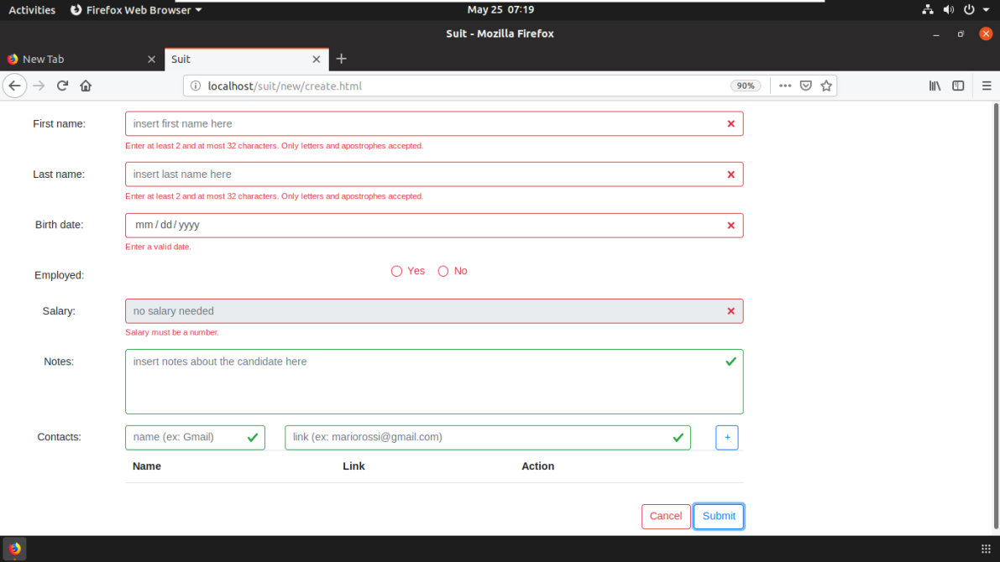 Activities Firefox Web Browser May 25 07:19
Suit - Mozilla Firefox
New Tab Suit
localhost/suit/new/create.html 90%
First name: insert first name here
Enter at least 2 and at most 32 characters. Only letters and apostrophes accepted.
Last name: insert last name here
Enter at least 2 and at most 32 characters. Only letters and apostrophes accepted.
Birth date: mm / dd / yyyy
Enter a valid date.
Employed: Yes No
Salary: no salary needed
Salary must be a number.
Notes: insert notes about the candidate here
Contacts: name (ex: Gmail) link (ex: mariorossi@gmail.com) +
Name Link Action
Cancel Submit